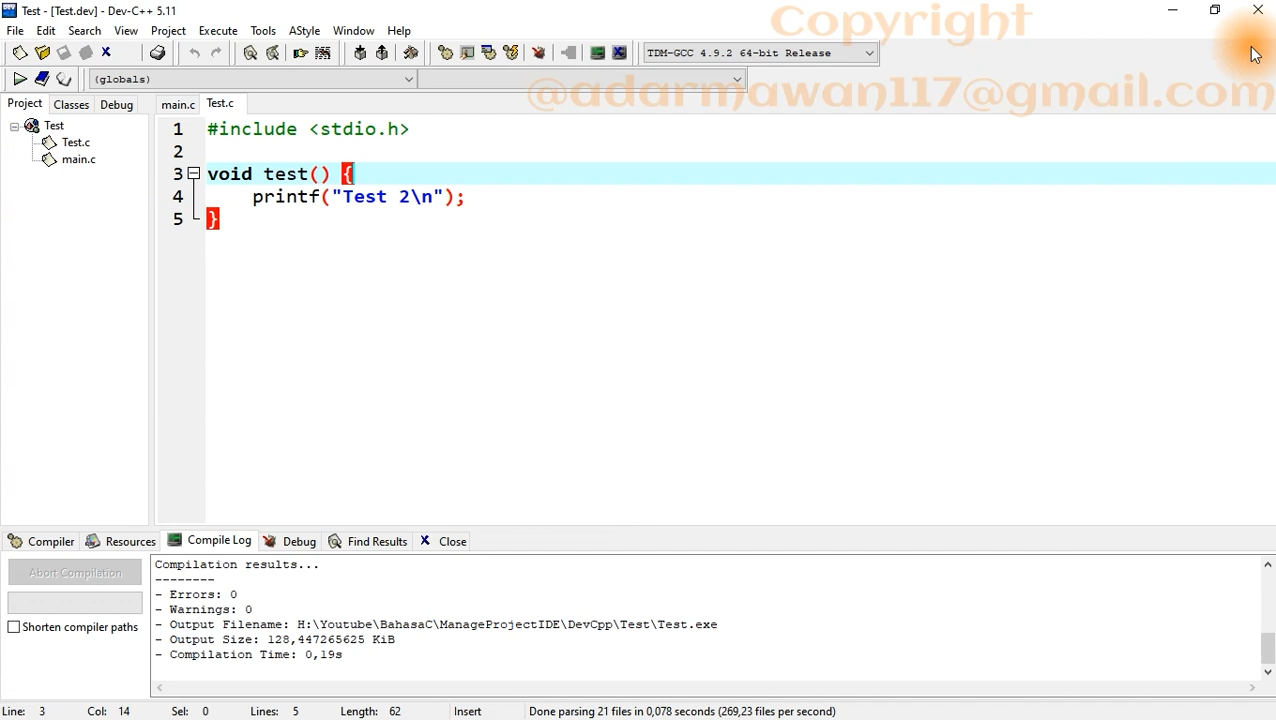 Test - [Test.dev] - Dev-C++ 5.11
Copyright
File Edit Search View Project Execute Tools AStyle Window Help
TDM-GCC 4.9.2 64-bit Release
(globals)
@adarmawan117@gmail.com
Project Classes Debug main.c Test.c
Test
Test.c
main.c
1 #include <stdio.h>
2
3 void test() {
4 printf("Test 2\n");
5 }
Compiler Resources Compile Log Debug Find Results Close
Abort Compilation
Shorten compiler paths
Compilation results...
--------
- Errors: 0
- Warnings: 0
- Output Filename: H:\Youtube\BahasaC\ManageProjectIDE\DevCpp\Test\Test.exe
- Output Size: 128,447265625 KiB
- Compilation Time: 0,19s
Line: 3 Col: 14 Sel: 0 Lines: 5 Length: 62 Insert Done parsing 21 files in 0,078 seconds (269,23 files per second)